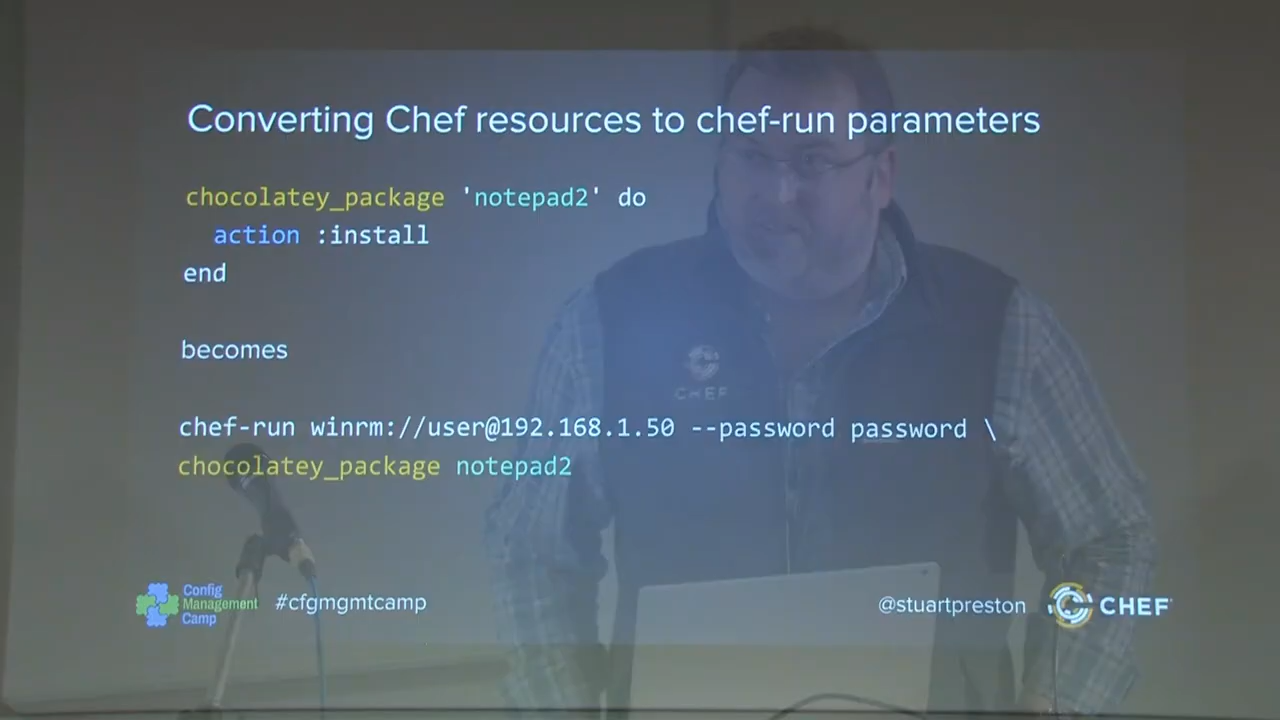 Converting Chef resources to chef-run parameters
chocolatey_package 'notepad2' do
action :install
end
becomes
chef-run winrm://user@192.168.1.50 --password password \
chocolatey_package notepad2
Config
Management
Camp
#cfgmgmtcamp
@stuartpreston
CHEF
CHEF